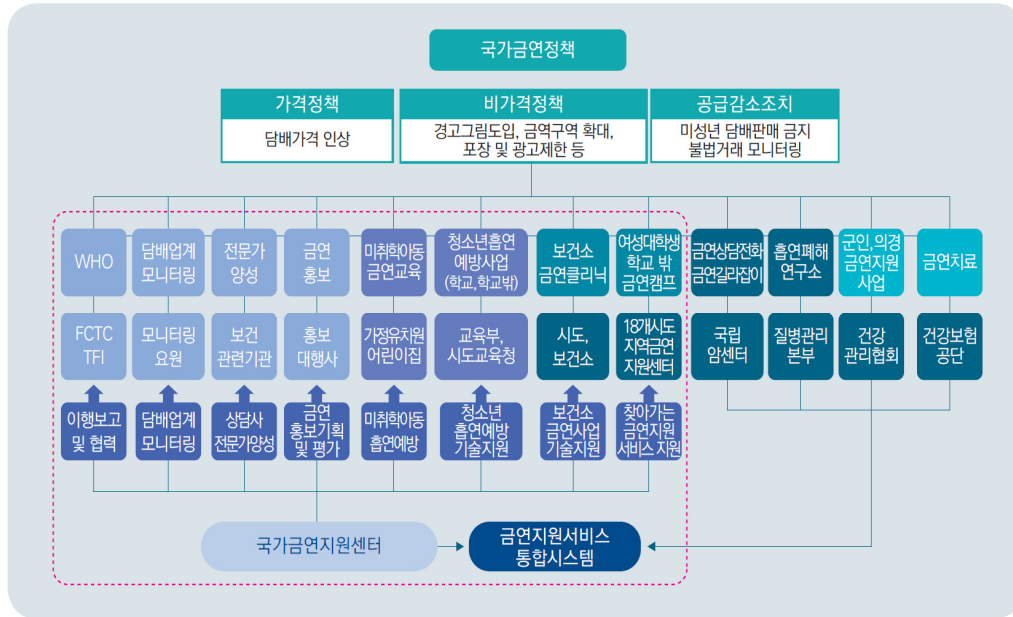 국가금연정책
가격정책
담배가격 인상
비가격정책
경고그림도입, 금역구역 확대,
포장 및 광고제한 등
공급감소조치
미성년 담배판매 금지
불법거래 모니터링
WHO
담배업계
모니터링
전문가
양성
금연
홍보
미취학아동
금연교육
청소년흡연
예방사업
(학교,학교밖)
보건소
금연클리닉
여성대학생
학교 밖
금연캠프
금연상담전화
금연길라잡이
흡연폐해
연구소
군인, 의경
금연지원
사업
금연치료
FCTC
TFI
모니터링
요원
보건
관련기관
홍보
대행사
가정유치원
어린이집
교육부,
시도교육청
시도,
보건소
18개시도
지역금연
지원센터
국립
암센터
질병관리
본부
건강
관리협회
건강보험
공단
이행보고
및 협력
담배업계
모니터링
상담사
전문가양성
금연
홍보기획
및 평가
미취학아동
흡연예방
청소년
흡연예방
기술지원
보건소
금연사업
기술지원
찾아가는
금연지원
서비스 지원
국가금연지원센터
금연지원서비스
통합시스템